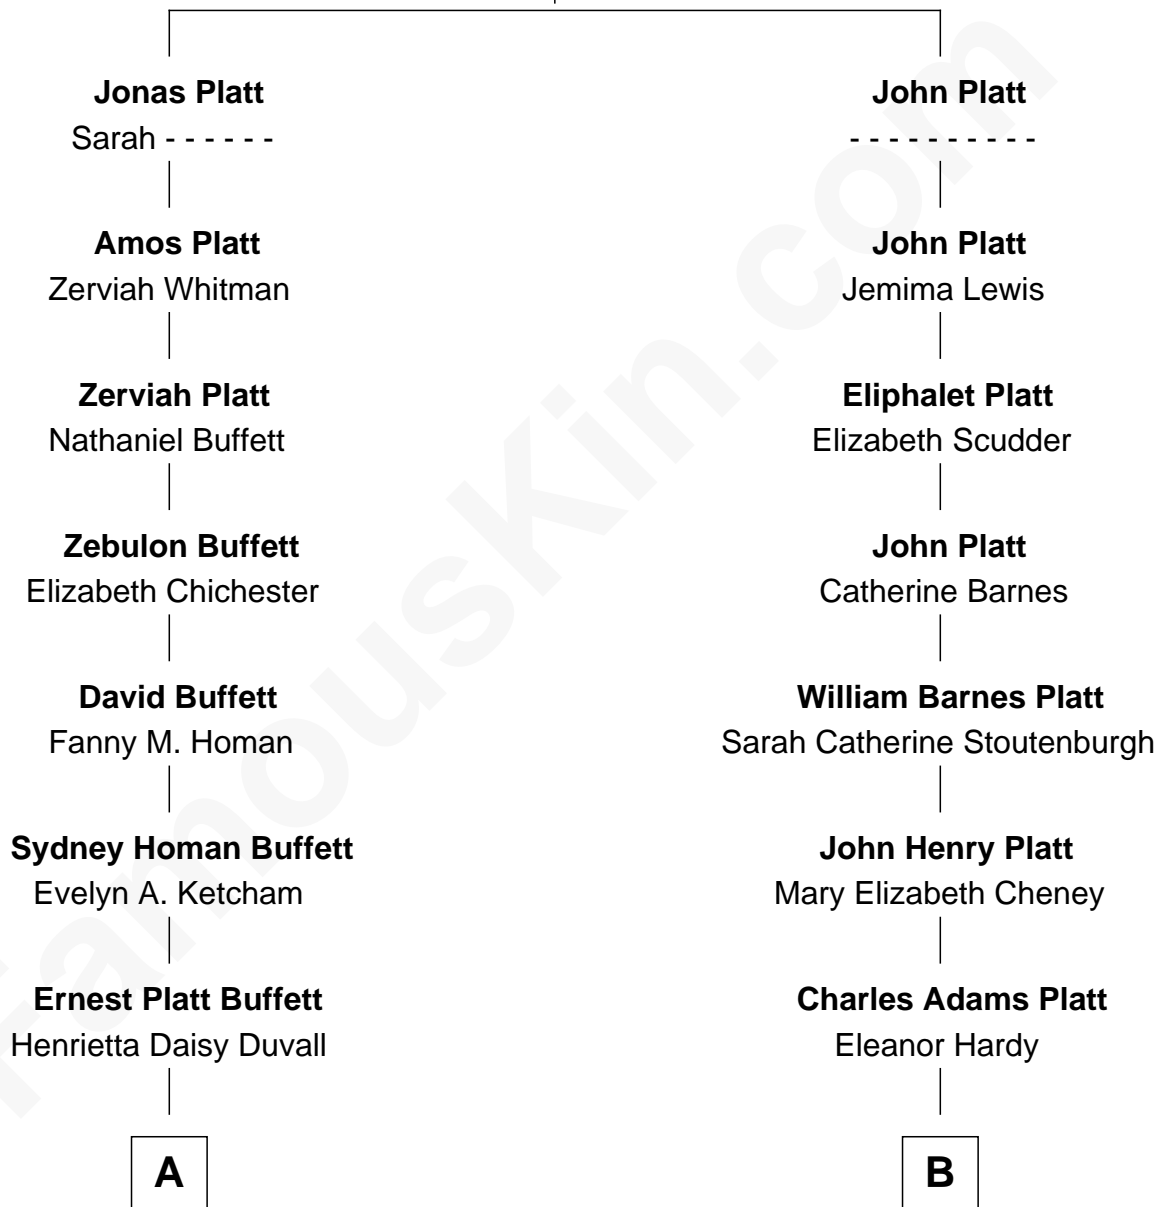 Jonas Platt
Sarah - - - - - -
John Platt
- - - - - - - - - -
Amos Platt
Zerviah Whitman
John Platt
Jemima Lewis
Zerviah Platt
Nathaniel Buffett
Eliphalet Platt
Elizabeth Scudder
Zebulon Buffett
Elizabeth Chichester
John Platt
Catherine Barnes
David Buffett
Fanny M. Homan
William Barnes Platt
Sarah Catherine Stoutenburgh
Sydney Homan Buffett
Evelyn A. Ketcham
John Henry Platt
Mary Elizabeth Cheney
Ernest Platt Buffett
Henrietta Daisy Duvall
Charles Adams Platt
Eleanor Hardy
A
B
FamousKin.com